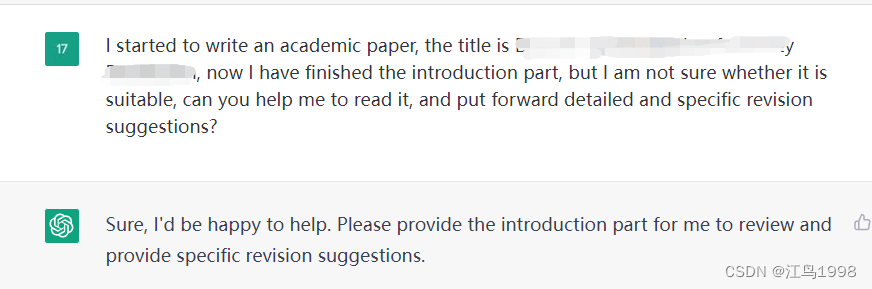 17
I started to write an academic paper, the title is
, now I have finished the introduction part, but I am not sure whether it is
suitable, can you help me to read it, and put forward detailed and specific revision
suggestions?
Sure, I'd be happy to help. Please provide the introduction part for me to review and
provide specific revision suggestions.
CSDN @江鸟1998